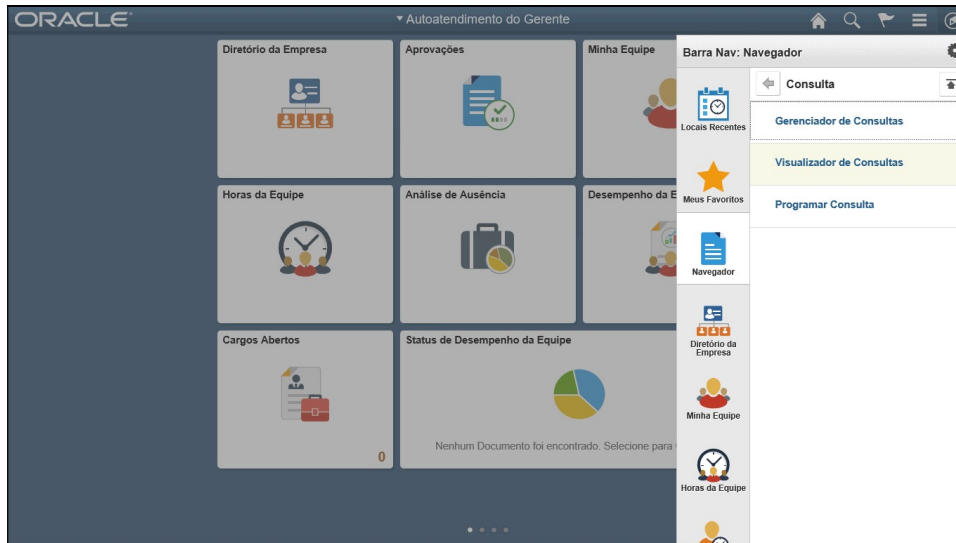 ORACLE
Autoatendimento do Gerente
Diretório da Empresa
Aprovações
Minha Equipe
Horas da Equipe
Análise de Ausência
Desempenho da E
Cargos Abertos
0
Status de Desempenho da Equipe
Nenhum Documento foi encontrado. Selecione para
Barra Nav: Navegador
Locais Recentes
Meus Favoritos
Navegador
Diretório da
Empresa
Minha Equipe
Horas da Equipe
Consulta
Gerenciador de Consultas
Visualizador de Consultas
Programar Consulta